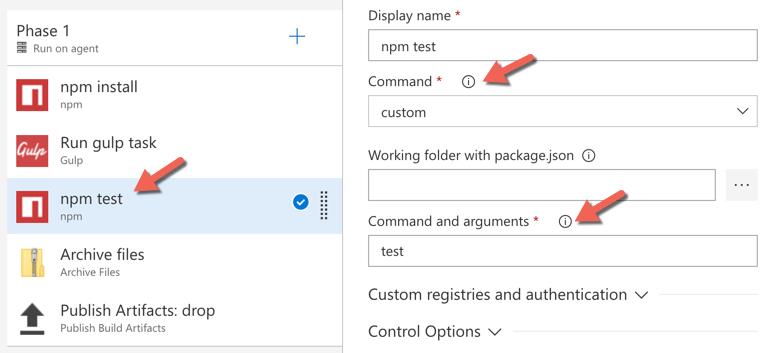 Phase 1
Run on agent
npm install
npm
Gulp
Run gulp task
Gulp
npm test
npm
Archive files
Archive Files
Publish Artifacts: drop
Publish Build Artifacts
Display name *
npm test
Command *
custom
Working folder with package.json
...
Command and arguments *
test
Custom registries and authentication
Control Options